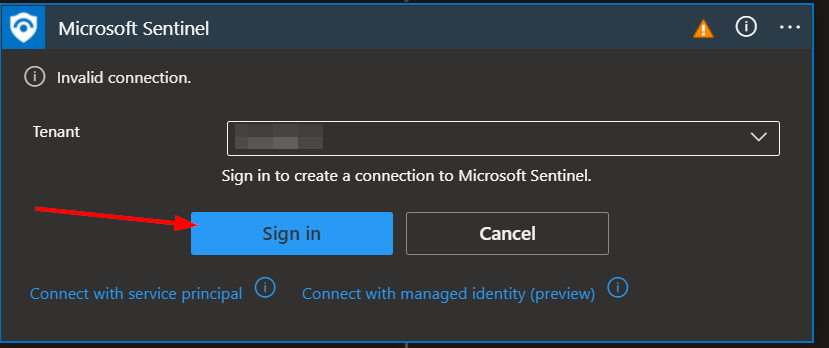 Microsoft Sentinel
Invalid connection.
Tenant
Sign in to create a connection to Microsoft Sentinel.
Sign in
Cancel
Connect with service principal
Connect with managed identity (preview)